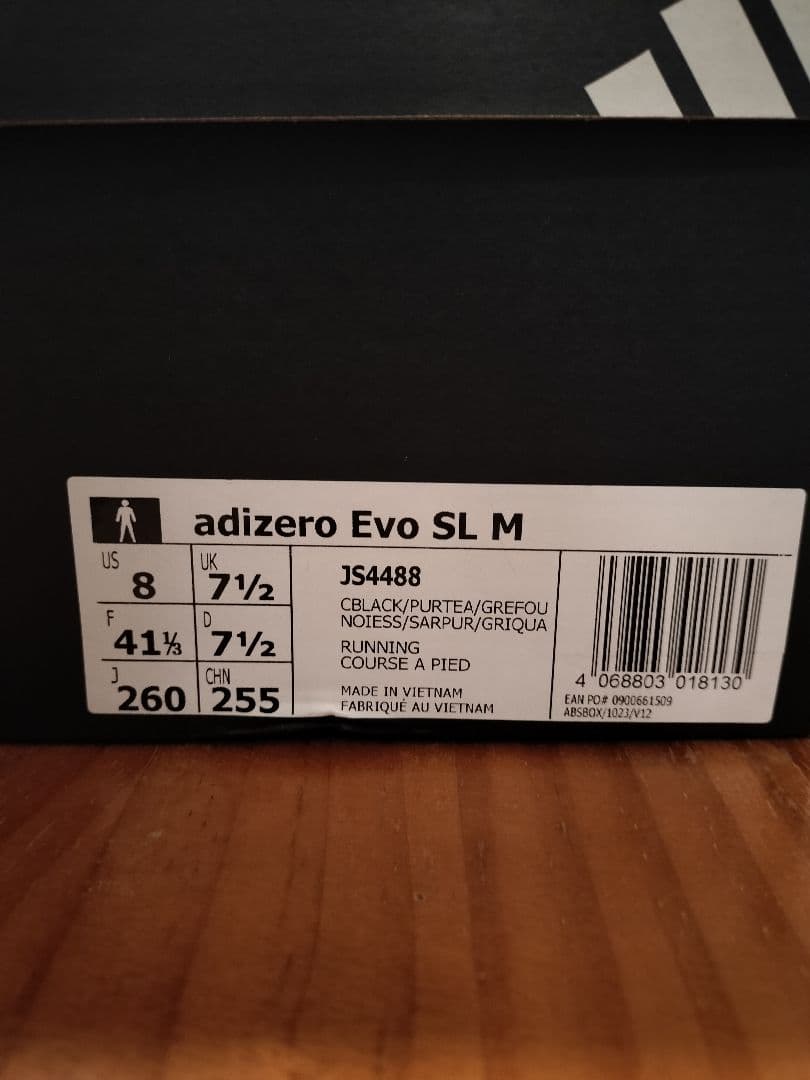 adizero Evo SL M
US 8 UK 7½
F 41⅓ D 7½
J 260 CHN 255
JS4488
CBLACK/PURTEA/GREFOU
NOIESS/SARPUR/GRIQUA
RUNNING
COURSE A PIED
MADE IN VIETNAM
FABRIQUÉ AU VIETNAM
4 068803 018130
EAN PO# 0900661509
ABSBOX/1023/V12